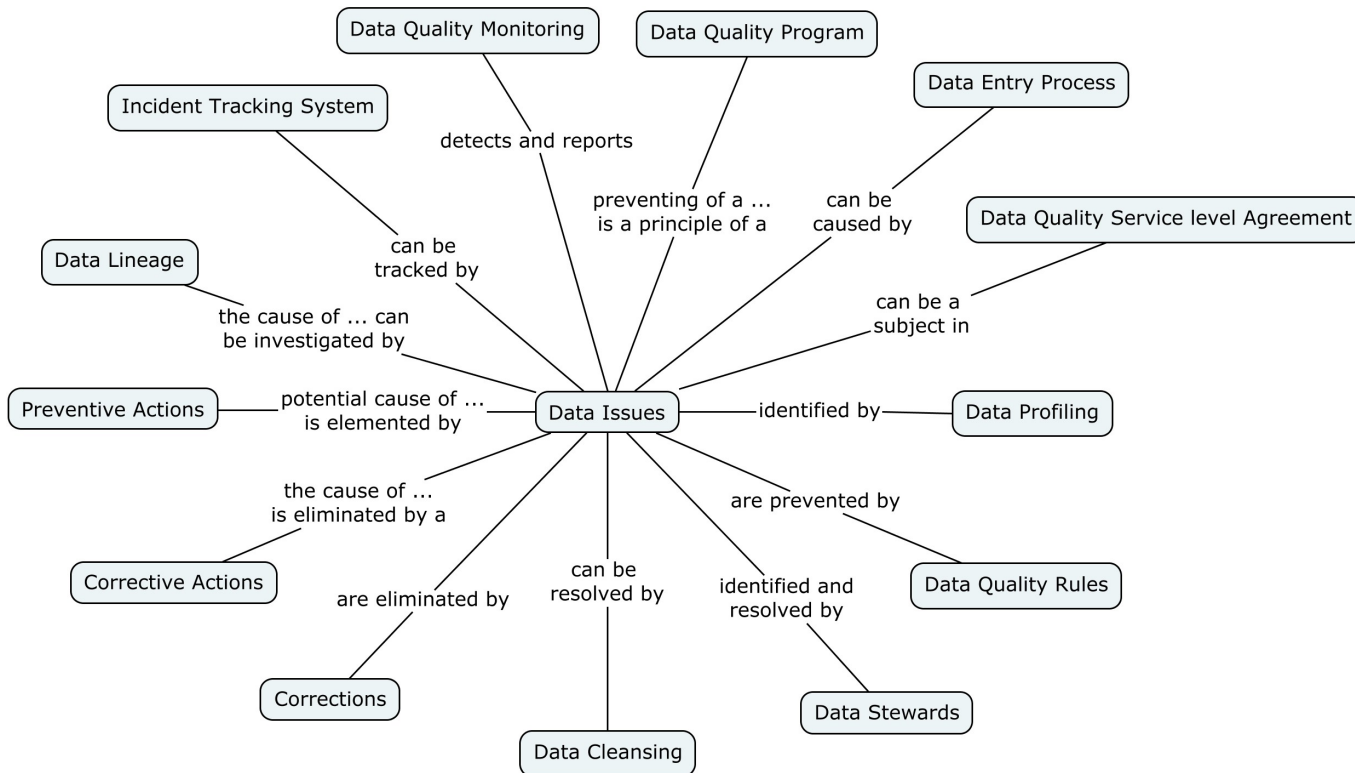 Data Quality Monitoring
Data Quality Program
Data Entry Process
Incident Tracking System
detects and reports
preventing of a ...
is a principle of a
can be
caused by
Data Quality Service level Agreement
can be
tracked by
Data Lineage
the cause of ... can
be investigated by
can be a
subject in
Preventive Actions
potential cause of ...
is elemented by
Data Issues
identified by
Data Profiling
the cause of ...
is eliminated by a
are prevented by
Corrective Actions
are eliminated by
can be
resolved by
identified and
resolved by
Data Quality Rules
Corrections
Data Cleansing
Data Stewards